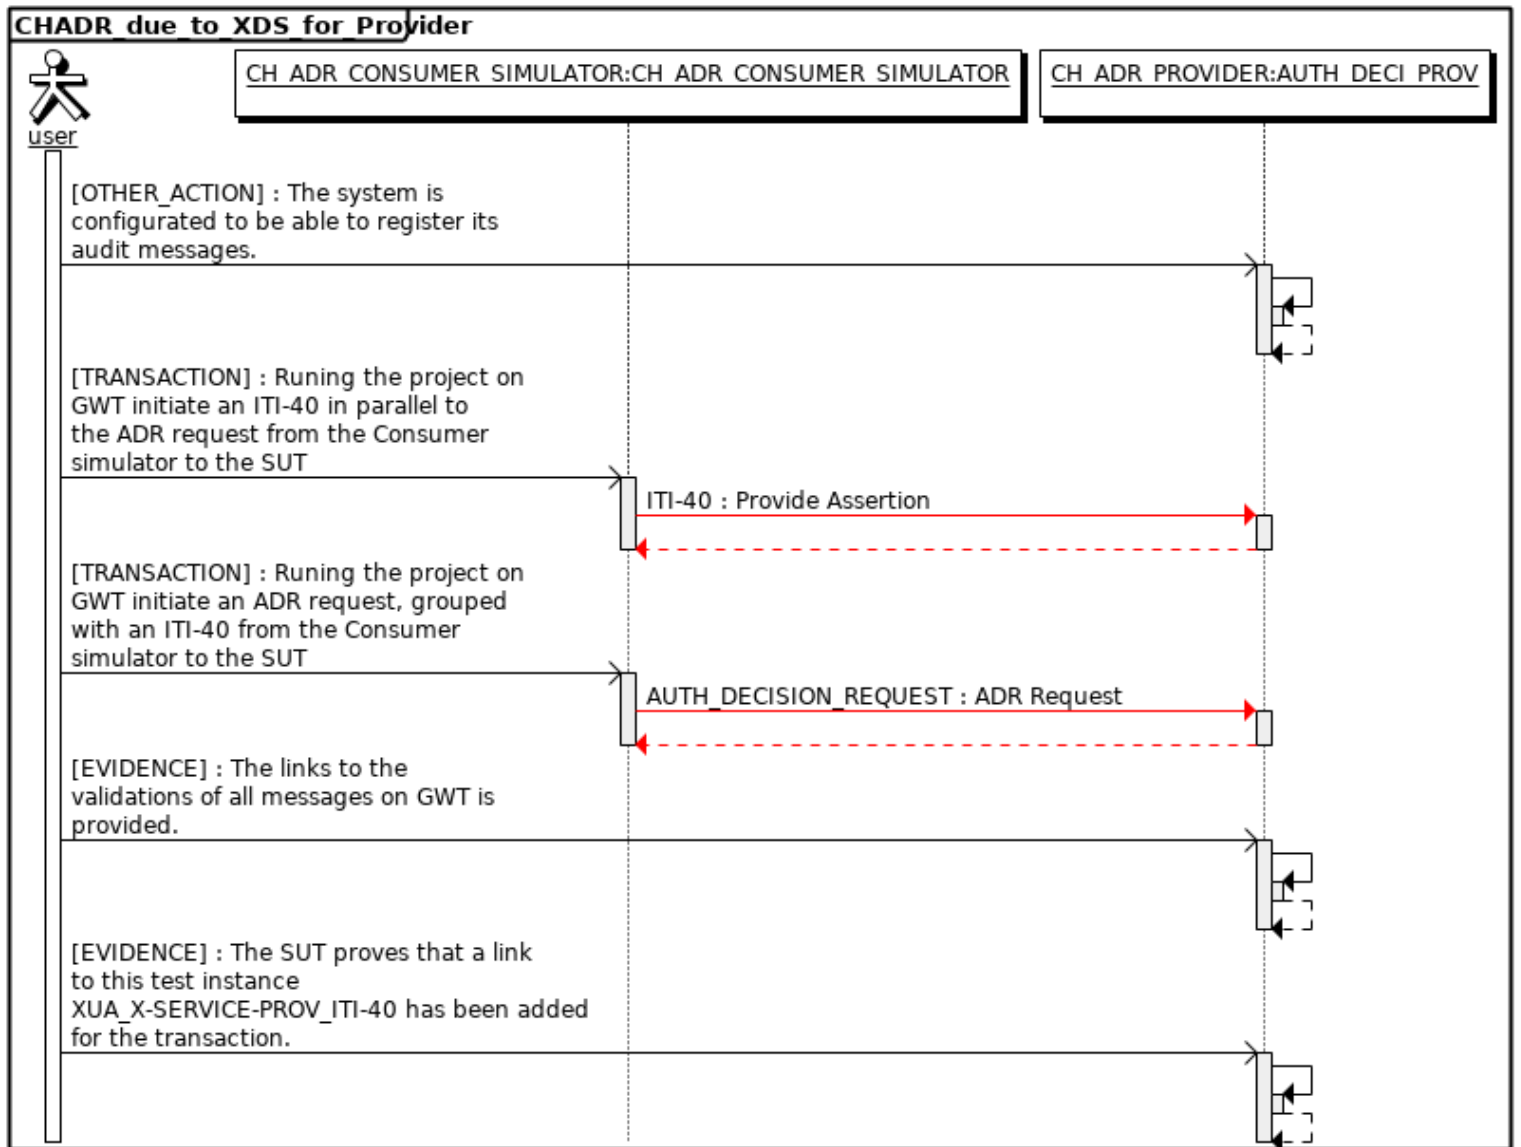 CHADR_due_to_XDS_for_Provider
CH_ADR_CONSUMER_SIMULATOR:CH_ADR_CONSUMER_SIMULATOR
CH_ADR_PROVIDER:AUTH_DECI_PROV
user
[OTHER_ACTION] : The system is
configurated to be able to register its
audit messages.
[TRANSACTION] : Runing the project on
GWT initiate an ITI-40 in parallel to
the ADR request from the Consumer
simulator to the SUT
ITI-40 : Provide Assertion
[TRANSACTION] : Runing the project on
GWT initiate an ADR request, grouped
with an ITI-40 from the Consumer
simulator to the SUT
AUTH_DECISION_REQUEST : ADR Request
[EVIDENCE] : The links to the
validations of all messages on GWT is
provided.
[EVIDENCE] : The SUT proves that a link
to this test instance
XUA_X-SERVICE-PROV_ITI-40 has been added
for the transaction.